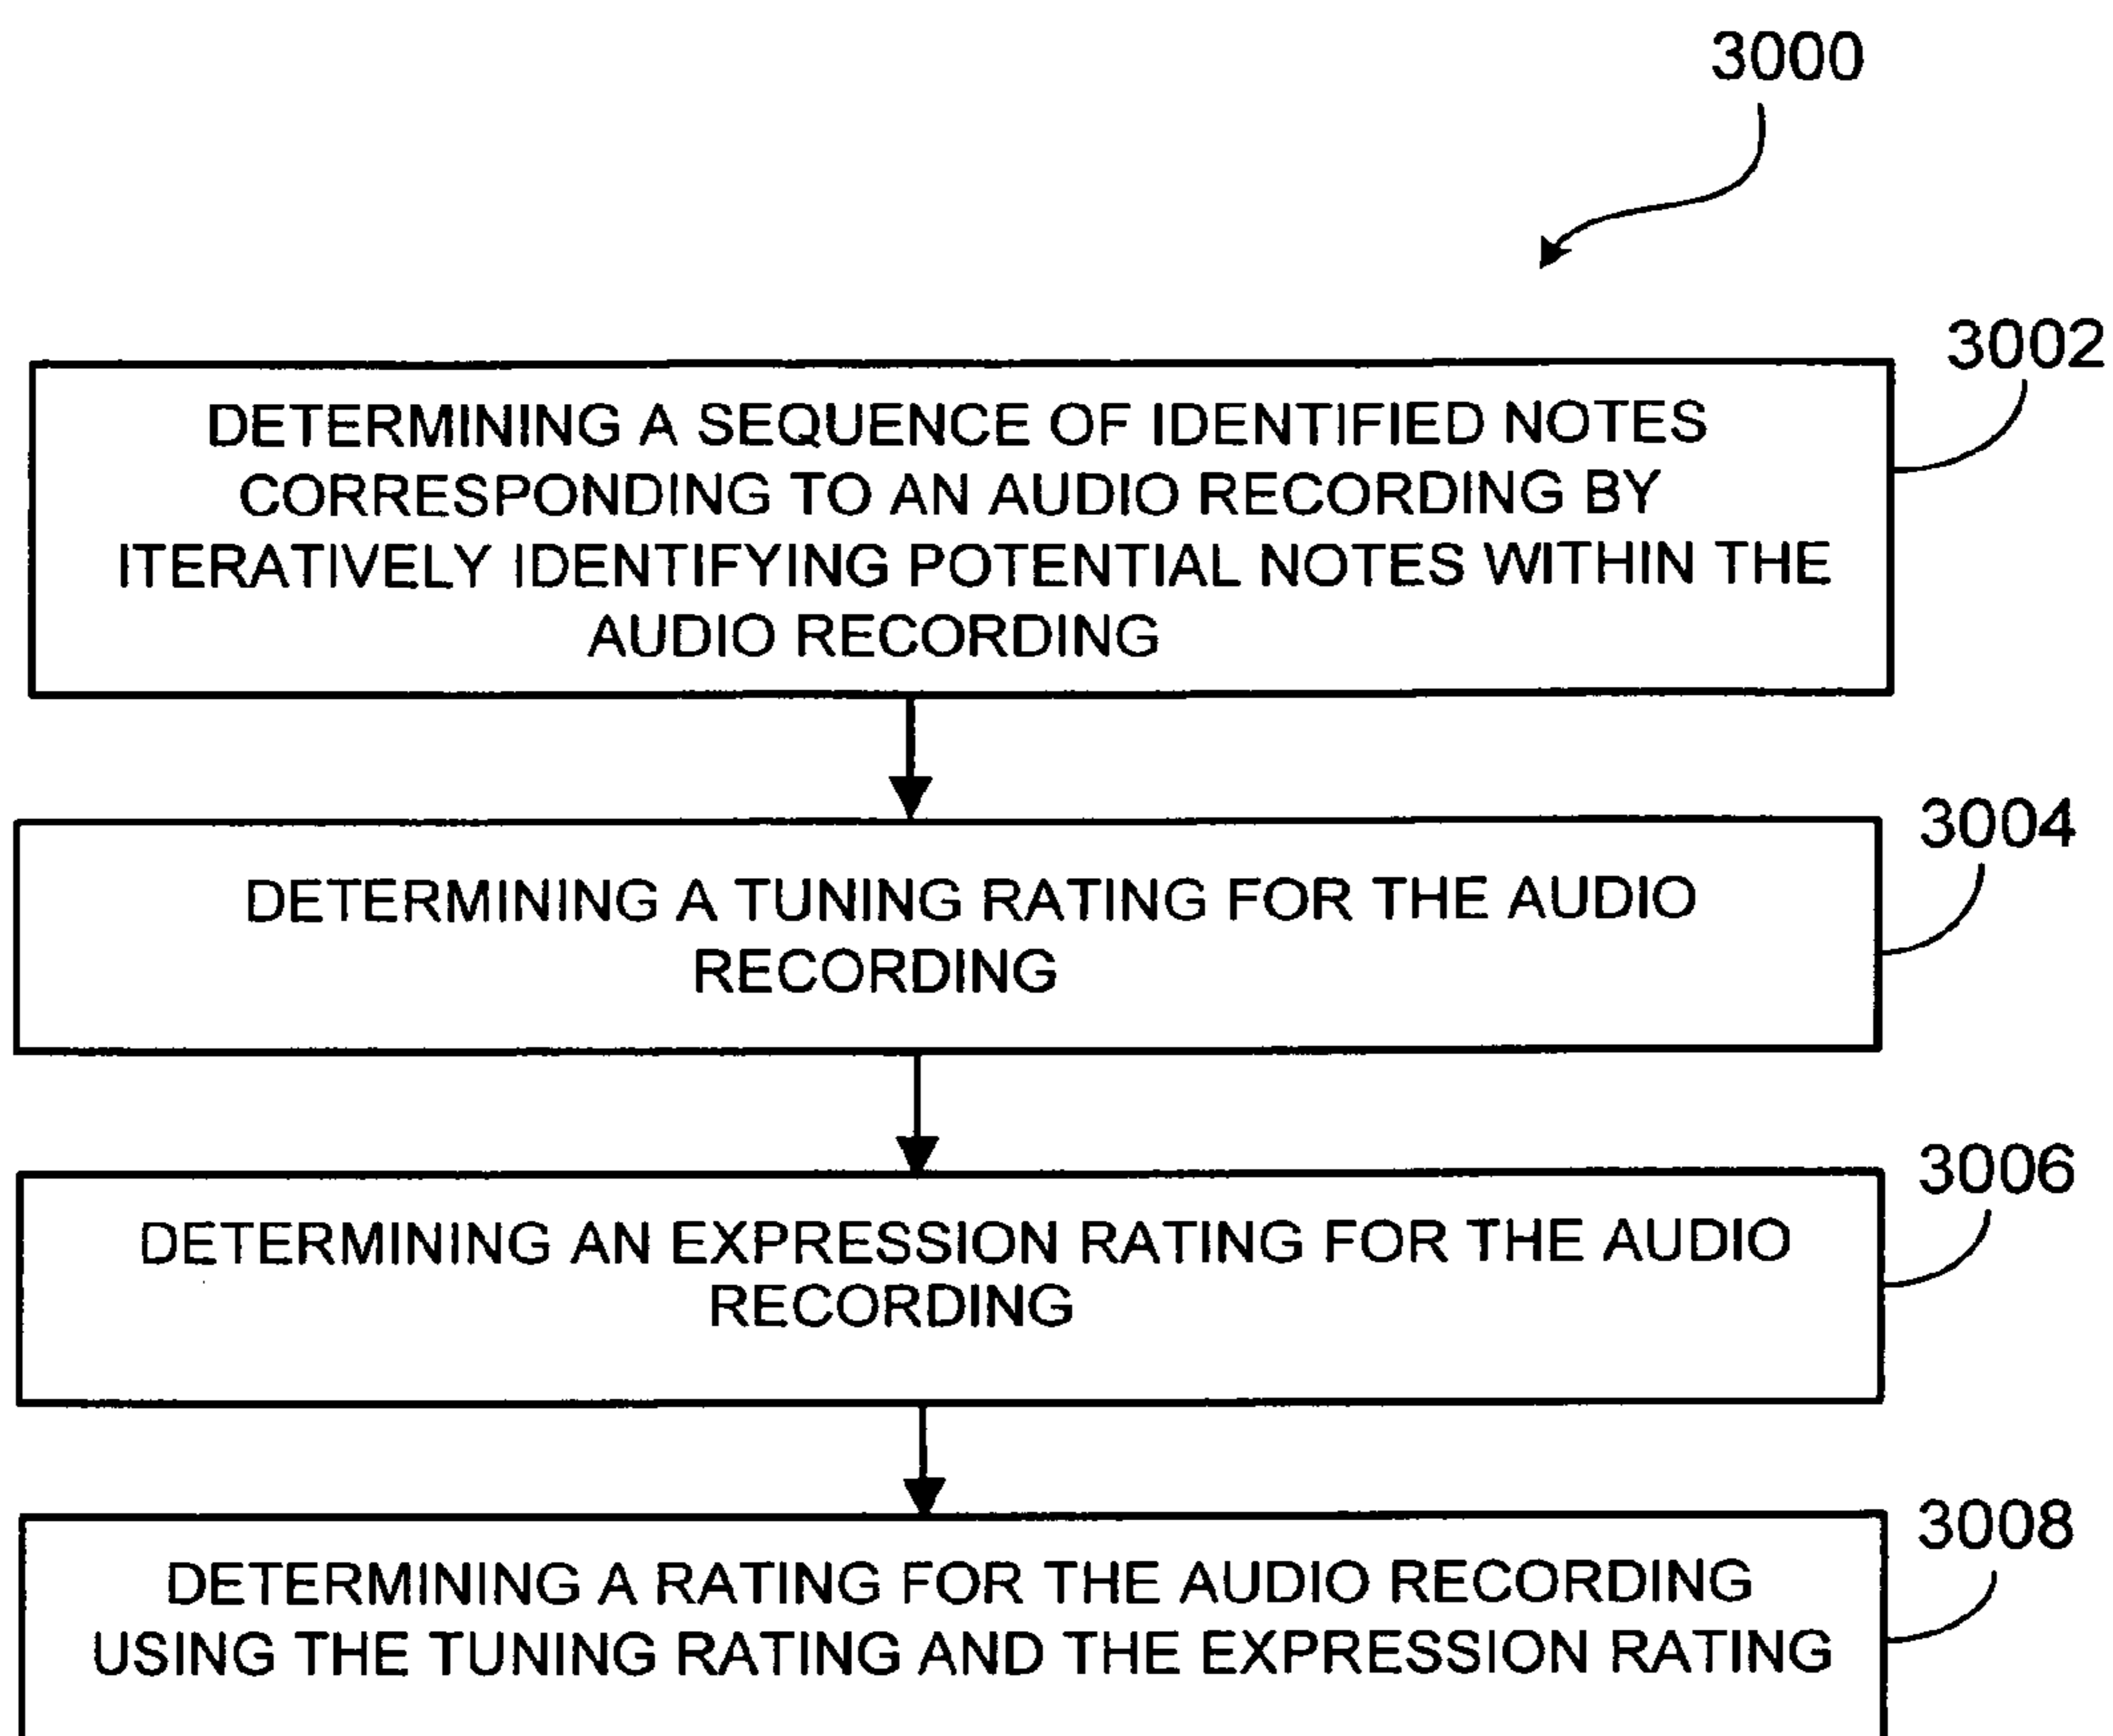 3000
3002
DETERMINING A SEQUENCE OF IDENTIFIED NOTES
CORRESPONDING TO AN AUDIO RECORDING BY
ITERATIVELY IDENTIFYING POTENTIAL NOTES WITHIN THE
AUDIO RECORDING
3004
DETERMINING A TUNING RATING FOR THE AUDIO
RECORDING
3006
DETERMINING AN EXPRESSION RATING FOR THE AUDIO
RECORDING
3008
DETERMINING A RATING FOR THE AUDIO RECORDING
USING THE TUNING RATING AND THE EXPRESSION RATING